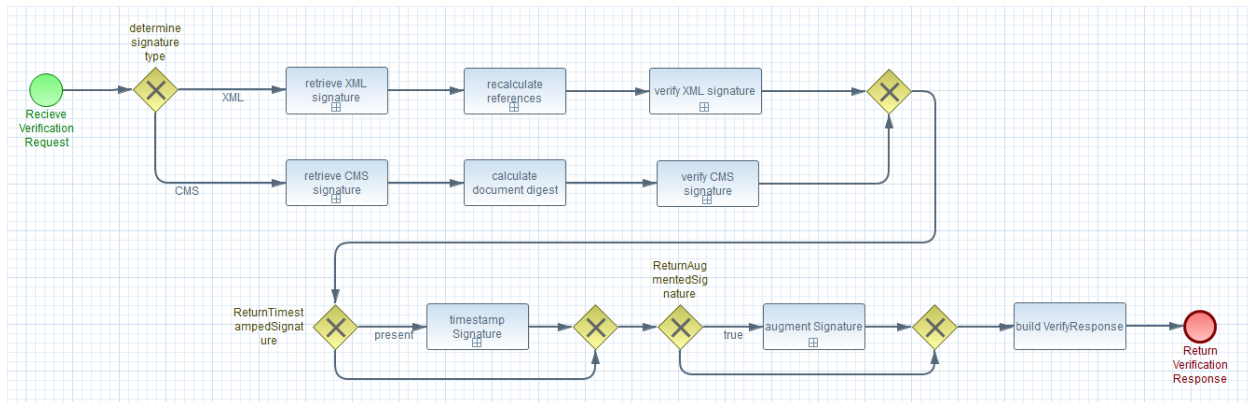 determine
signature
type
Recieve
Verification
Request
XML
retrieve XML
signature
recalculate
references
verify XML signature
CMS
retrieve CMS
signature
calculate
document digest
verify CMS
signature
ReturnTimest
ampedSignat
ure
present
timestamp
Signature
ReturnAug
mentedSig
nature
true
augment Signature
build VerifyResponse
Return
Verification
Response